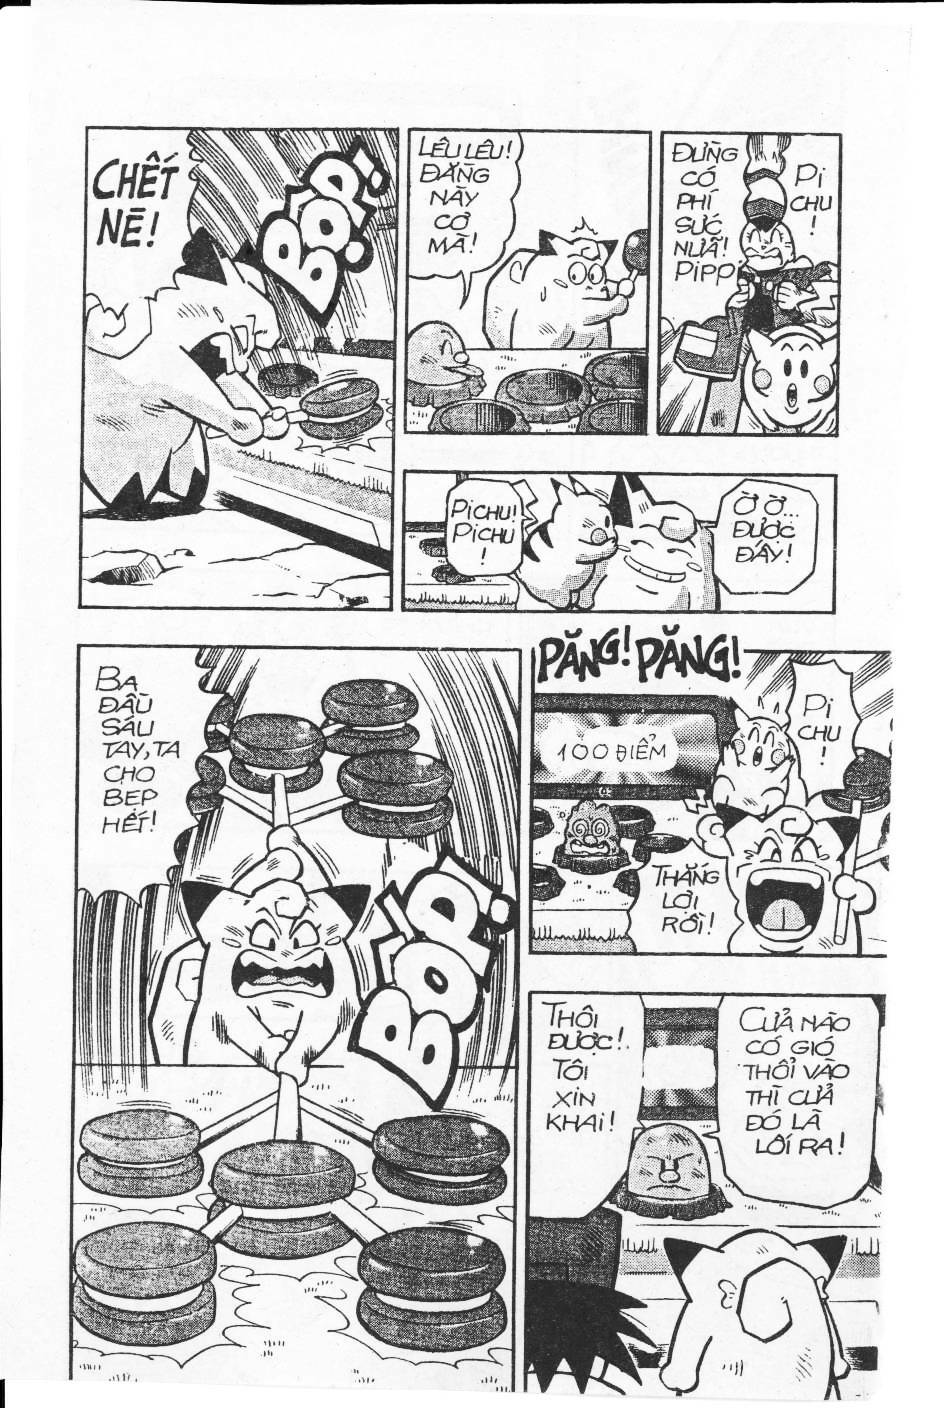 CHẾT
NÈ!
BOP!
LÊU LÊU!
ĐẰNG
NÀY
CƠ
MÀ!
ĐỪNG
CÓ
PHÍ
SỨC
NỮA!
PIPPI
PI
CHU
!
PICHU!
PICHU
!
Ờ Ờ...
ĐƯỢC
ĐẤY!
BA
ĐẦU
SÁU
TAY, TA
CHO
BẸP
HẾT!
BOP!
PĂNG! PĂNG!
100 ĐIỂM
PI
CHU
!
THẮNG
LỢI
RỒI!
THÔI
ĐƯỢC!
TÔI
XIN
KHAI!
CỬA NÀO
CÓ GIÓ
THỔI VÀO
THÌ CỬA
ĐÓ LÀ
LỐI RA!